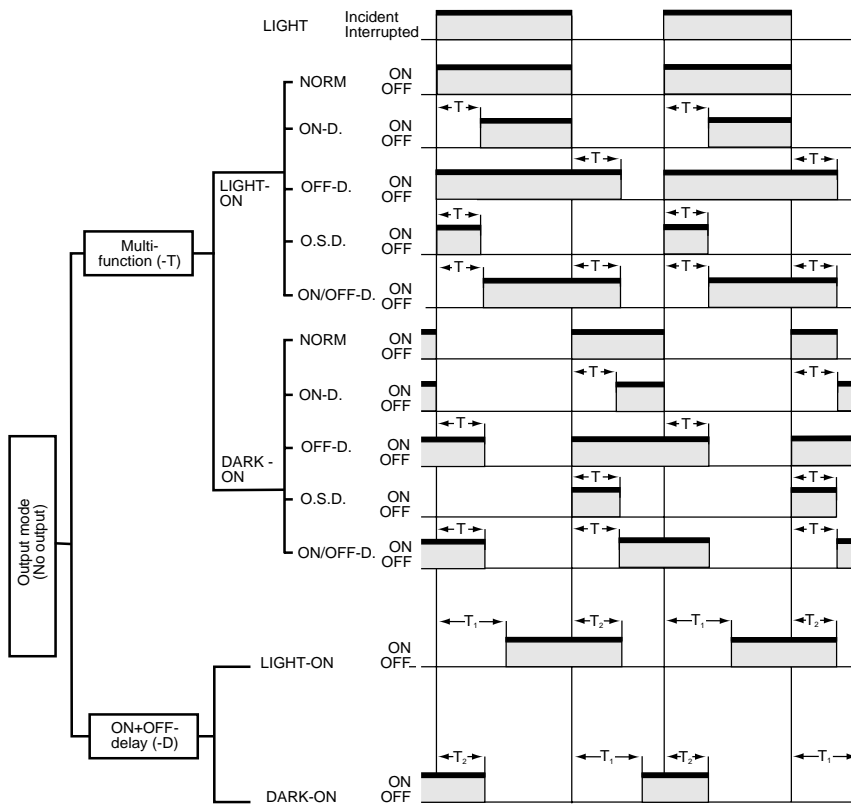 LIGHT
Incident
Interrupted
NORM
ON
OFF
T
T
ON-D.
ON
OFF
T
T
OFF-D.
ON
OFF
LIGHT-
ON
T
T
O.S.D.
ON
OFF
Multi-
function (-T)
T
T
T
T
ON/OFF-D.
ON
OFF
NORM
ON
OFF
T
T
ON-D.
ON
OFF
T
T
OFF-D.
ON
OFF
DARK -
ON
T
T
O.S.D.
ON
OFF
T
T
T
ON/OFF-D.
ON
OFF
Output mode
(No output)
T₁
T₂
T₁
T₂
LIGHT-ON
ON
OFF
ON+OFF-
delay (-D)
T₂
T₁
T₂
T₁
DARK-ON
ON
OFF